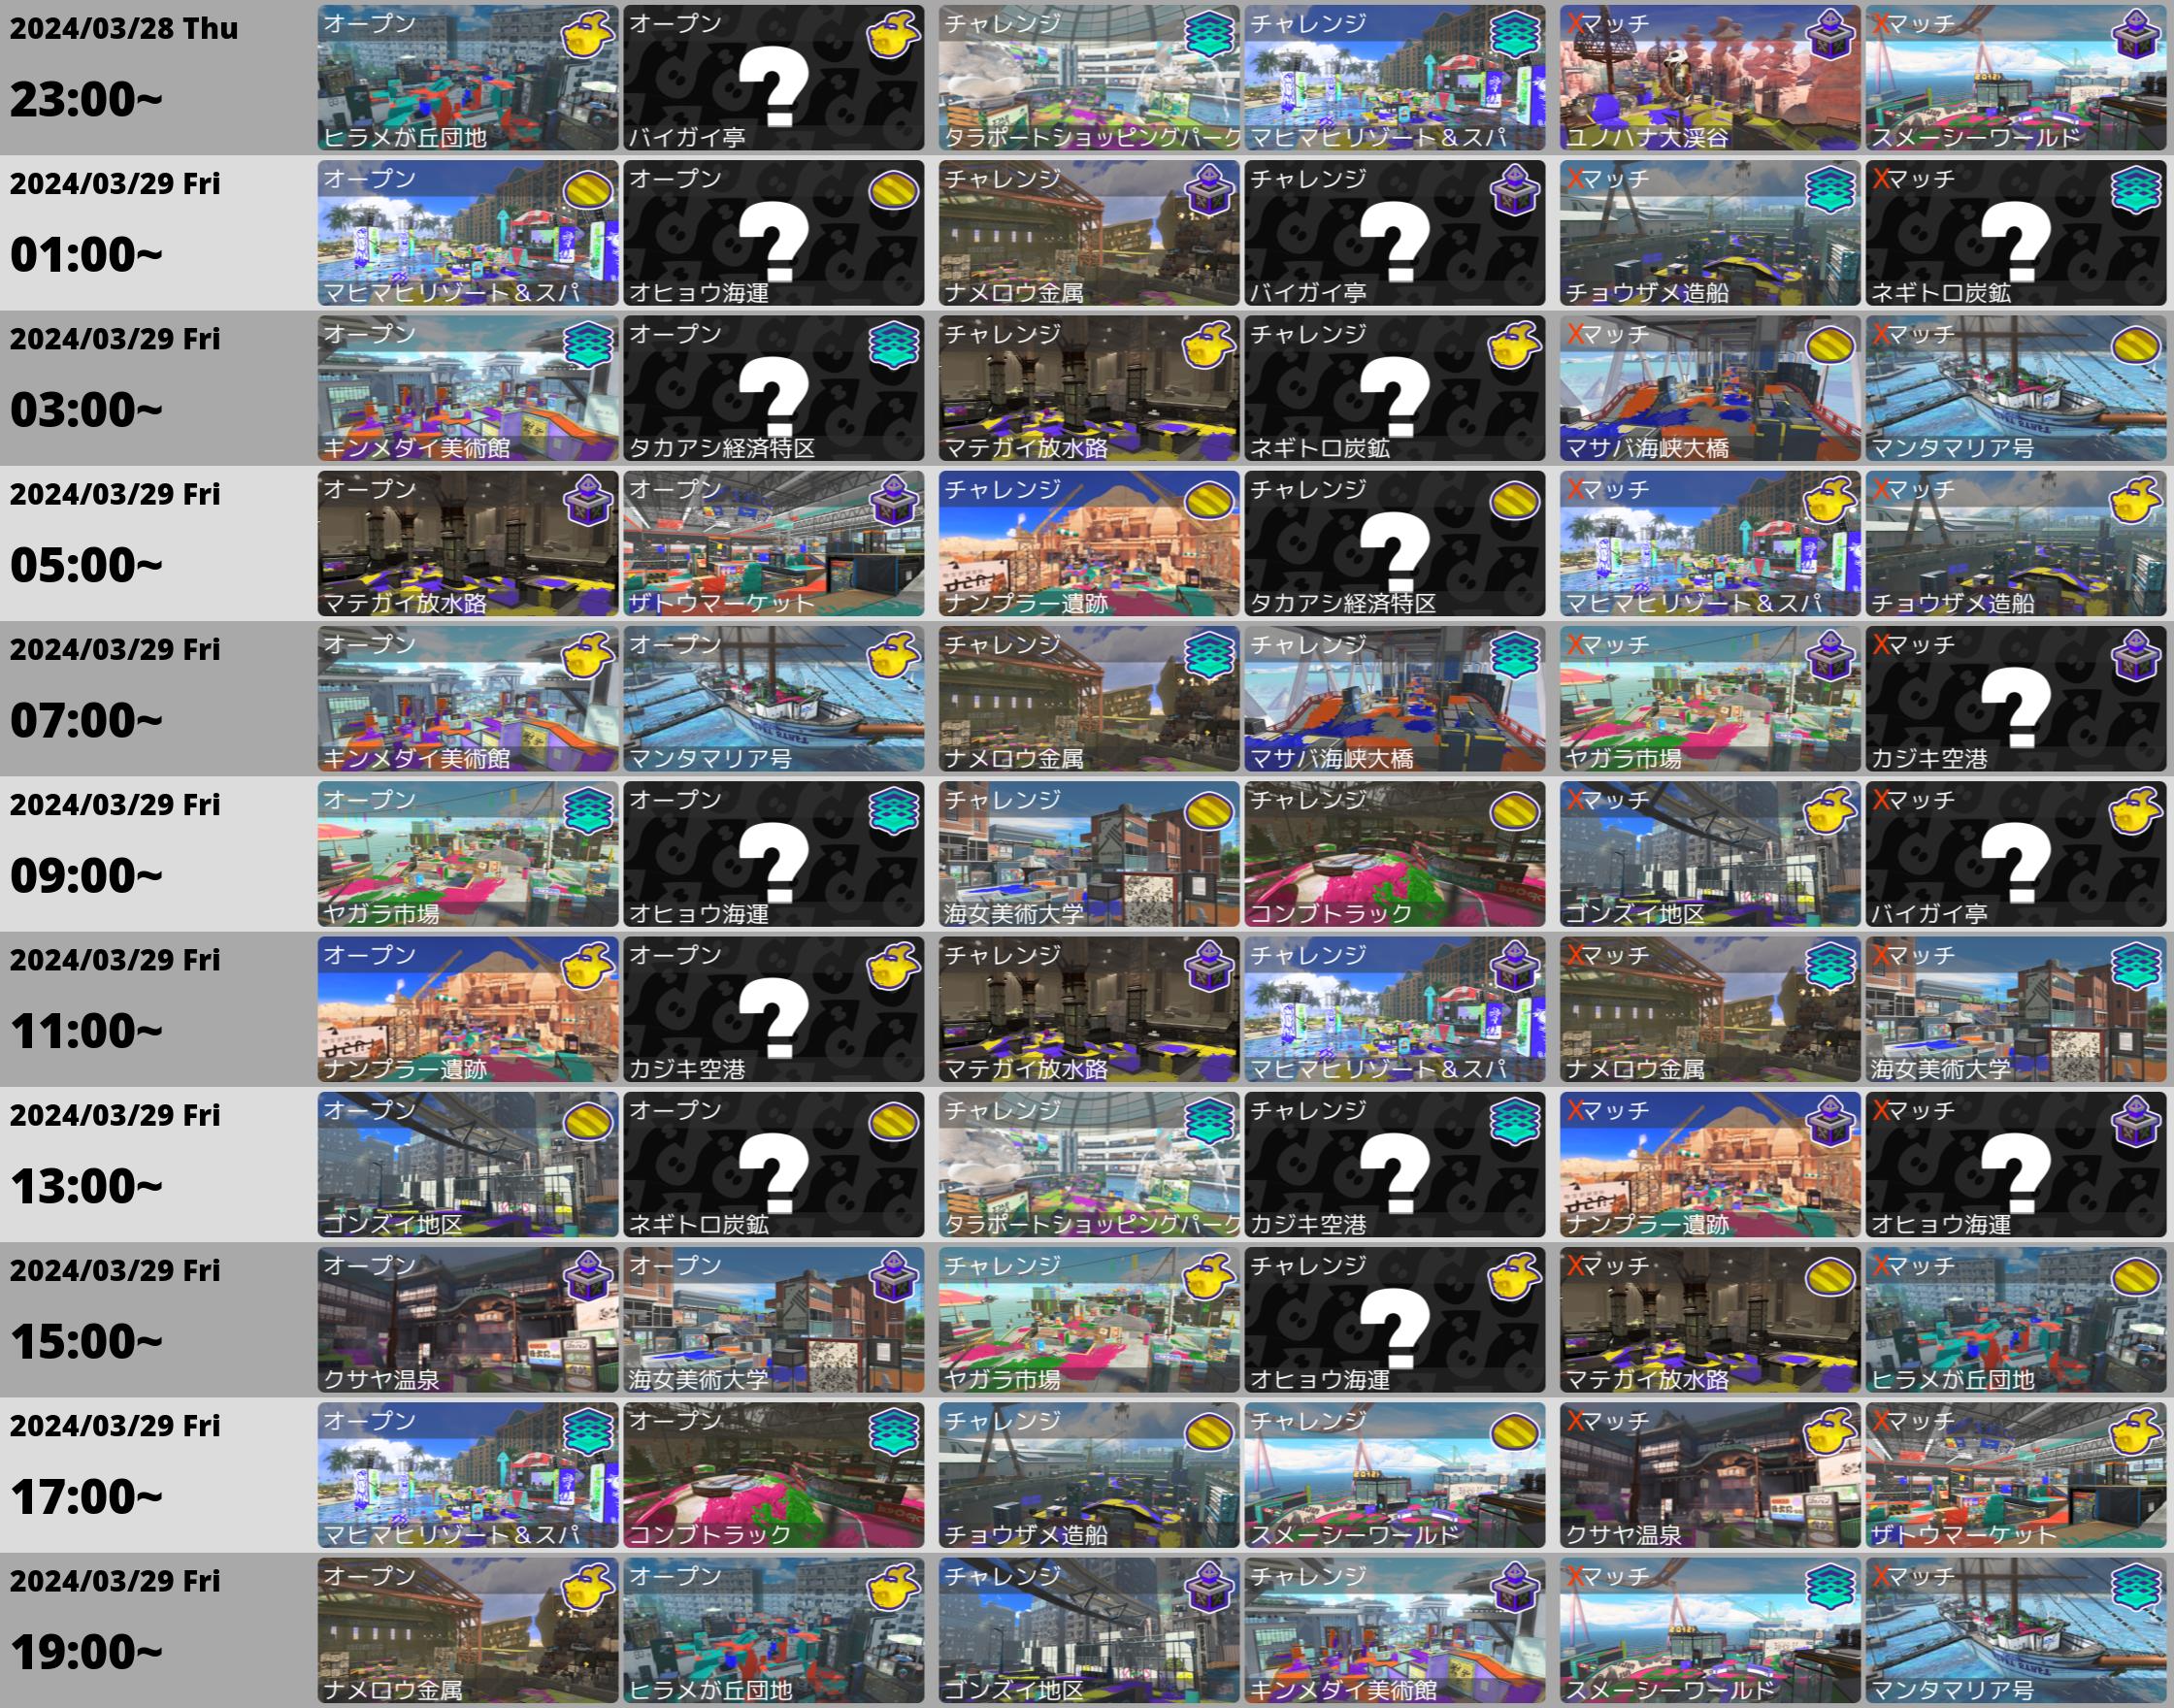 2024/03/28 Thu
23:00~
オープン オープン チャレンジ チャレンジ Xマッチ Xマッチ
ヒラメが丘団地 バイガイ亭 タラポートショッピングパーク マヒマヒリゾート＆スパ ユノハナ大渓谷 スメーシーワールド
2024/03/29 Fri
01:00~
オープン オープン チャレンジ チャレンジ Xマッチ Xマッチ
マヒマヒリゾート＆スパ オヒョウ海運 ナメロウ金属 バイガイ亭 チョウザメ造船 ネギトロ炭鉱
2024/03/29 Fri
03:00~
オープン オープン チャレンジ チャレンジ Xマッチ Xマッチ
キンメダイ美術館 タカアシ経済特区 マテガイ放水路 ネギトロ炭鉱 マサバ海峡大橋 マンタマリア号
2024/03/29 Fri
05:00~
オープン オープン チャレンジ チャレンジ Xマッチ Xマッチ
マテガイ放水路 ザトウマーケット ナンプラー遺跡 タカアシ経済特区 マヒマヒリゾート＆スパ チョウザメ造船
2024/03/29 Fri
07:00~
オープン オープン チャレンジ チャレンジ Xマッチ Xマッチ
キンメダイ美術館 マンタマリア号 ナメロウ金属 マサバ海峡大橋 ヤガラ市場 カジキ空港
2024/03/29 Fri
09:00~
オープン オープン チャレンジ チャレンジ Xマッチ Xマッチ
ヤガラ市場 オヒョウ海運 海女美術大学 コンブトラック ゴンズイ地区 バイガイ亭
2024/03/29 Fri
11:00~
オープン オープン チャレンジ チャレンジ Xマッチ Xマッチ
ナンプラー遺跡 カジキ空港 マテガイ放水路 マヒマヒリゾート＆スパ ナメロウ金属 海女美術大学
2024/03/29 Fri
13:00~
オープン オープン チャレンジ チャレンジ Xマッチ Xマッチ
ゴンズイ地区 ネギトロ炭鉱 タラポートショッピングパーク カジキ空港 ナンプラー遺跡 オヒョウ海運
2024/03/29 Fri
15:00~
オープン オープン チャレンジ チャレンジ Xマッチ Xマッチ
クサヤ温泉 海女美術大学 ヤガラ市場 オヒョウ海運 マテガイ放水路 ヒラメが丘団地
2024/03/29 Fri
17:00~
オープン オープン チャレンジ チャレンジ Xマッチ Xマッチ
マヒマヒリゾート＆スパ コンブトラック チョウザメ造船 スメーシーワールド クサヤ温泉 ザトウマーケット
2024/03/29 Fri
19:00~
オープン オープン チャレンジ チャレンジ Xマッチ Xマッチ
ナメロウ金属 ヒラメが丘団地 ゴンズイ地区 キンメダイ美術館 スメーシーワールド マンタマリア号